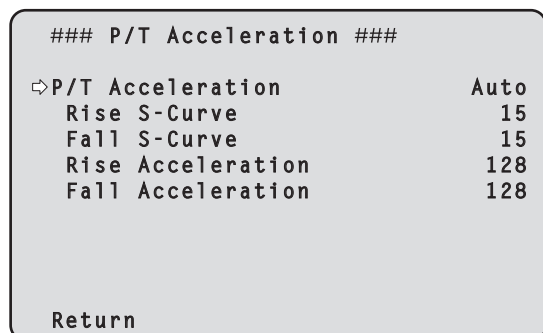 ### P/T Acceleration ###
⇨P/T Acceleration Auto
Rise S-Curve 15
Fall S-Curve 15
Rise Acceleration 128
Fall Acceleration 128
Return